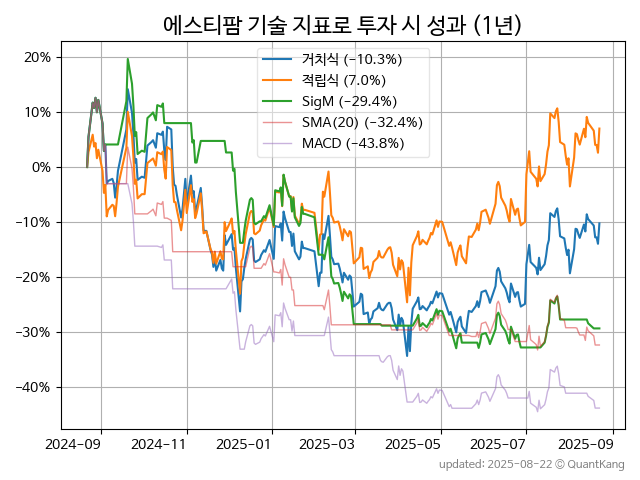 에스티팜 기술 지표로 투자 시 성과 (1년)
거치식 (−10.3%)
적립식 (7.0%)
SigM (−29.4%)
SMA(20) (−32.4%)
MACD (−43.8%)
20%
10%
0%
−10%
−20%
−30%
−40%
2024-09 2024-11 2025-01 2025-03 2025-05 2025-07 2025-09
updated: 2025-08-22 © QuantKang